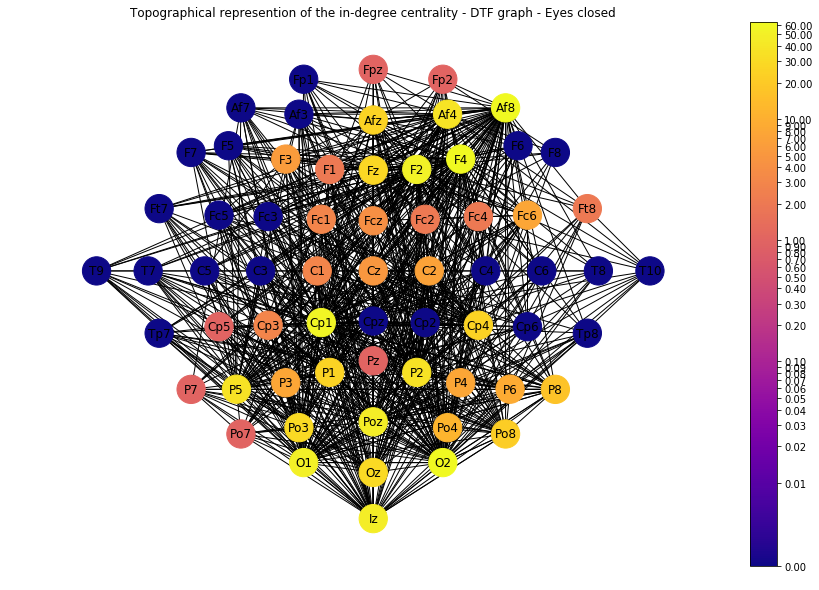 Topographical represention of the in-degree centrality - DTF graph - Eyes closed
Fpz
Fp1 Fp2
Af7 Af3 Afz Af4 Af8
F7 F5 F3 F1 Fz F2 F4 F6 F8
Ft7 Fc5 Fc3 Fc1 Fcz Fc2 Fc4 Fc6 Ft8
T9 T7 C5 C3 C1 Cz C2 C4 C6 T8 T10
Tp7 Cp5 Cp3 Cp1 Cpz Cp2 Cp4 Cp6 Tp8
Pz
P7 P5 P3 P1 P2 P4 P6 P8
Po7 Po3 Poz Po4 Po8
O1 Oz O2
Iz
60.00
50.00
40.00
30.00
20.00
10.00
9.00
8.00
7.00
6.00
5.00
4.00
3.00
2.00
1.00
0.90
0.80
0.70
0.60
0.50
0.40
0.30
0.20
0.10
0.09
0.08
0.07
0.06
0.05
0.04
0.03
0.02
0.01
0.00